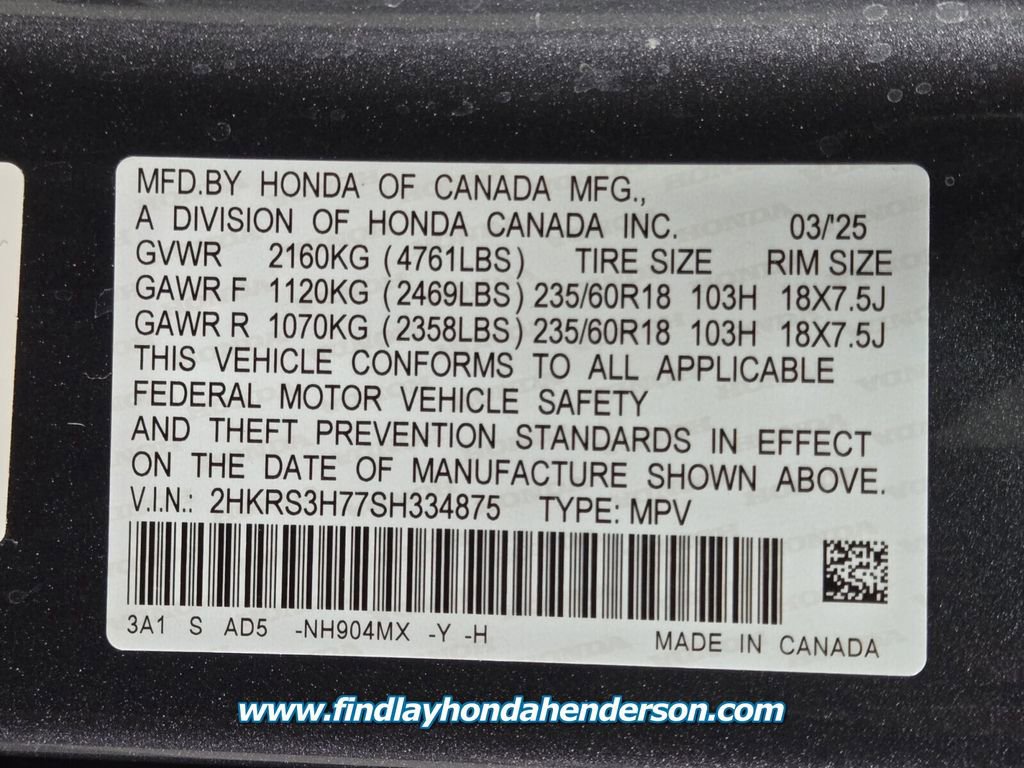 MFD.BY HONDA OF CANADA MFG.,
A DIVISION OF HONDA CANADA INC. 03/'25
GVWR 2160KG (4761LBS) TIRE SIZE RIM SIZE
GAWR F 1120KG (2469LBS) 235/60R18 103H 18X7.5J
GAWR R 1070KG (2358LBS) 235/60R18 103H 18X7.5J
THIS VEHICLE CONFORMS TO ALL APPLICABLE
FEDERAL MOTOR VEHICLE SAFETY
AND THEFT PREVENTION STANDARDS IN EFFECT
ON THE DATE OF MANUFACTURE SHOWN ABOVE.
V.I.N.: 2HKRS3H77SH334875 TYPE: MPV
3A1 S AD5 -NH904MX -Y -H MADE IN CANADA
www.findlayhondahenderson.com